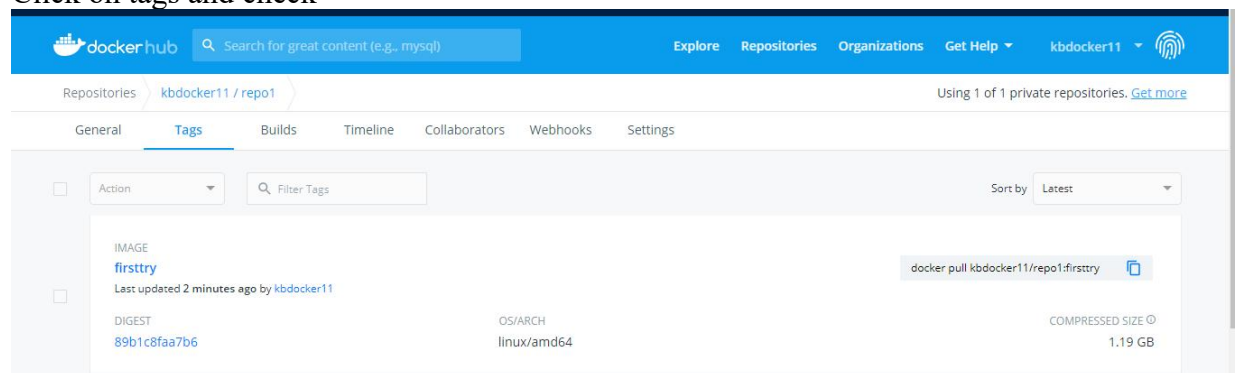 Click on tags and check
dockerhub Search for great content (e.g., mysql) Explore Repositories Organizations Get Help kbdocker11
Repositories kbdocker11 / repo1 Using 1 of 1 private repositories. Get more
General Tags Builds Timeline Collaborators Webhooks Settings
Action Filter Tags Sort by Latest
IMAGE
firsttry docker pull kbdocker11/repo1:firsttry
Last updated 2 minutes ago by kbdocker11
DIGEST OS/ARCH COMPRESSED SIZE
89b1c8faa7b6 linux/amd64 1.19 GB